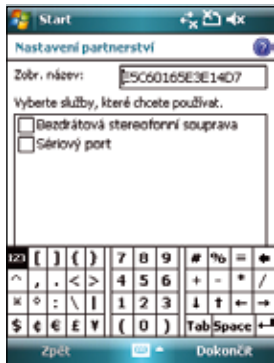 Start
Nastavení partnerství
Zobr. název: E5C60165E3E14D7
Vyberte služby, které chcete používat.
Bezdrátová stereofonní souprava
Sériový port
123 [ ] { } 7 8 9 # % =
^ , . < > 4 5 6 + - * /
: \ | 1 2 3
$ ¢ € £ ¥ ( 0 ) Tab Space
Zpět Dokončit